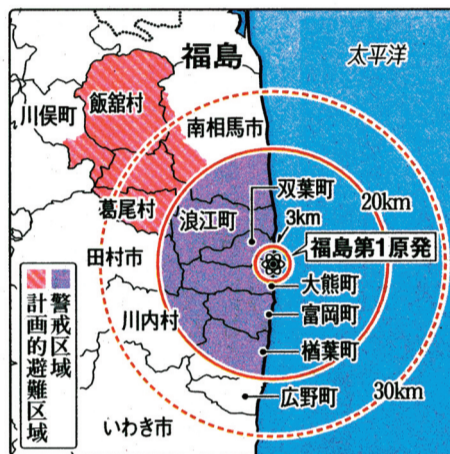 福島
太平洋
川俣町
飯舘村
南相馬市
双葉町
20km
葛尾村
浪江町
3km
福島第1原発
田村市
大熊町
川内村
富岡町
楢葉町
30km
広野町
いわき市
警戒区域
計画的避難区域